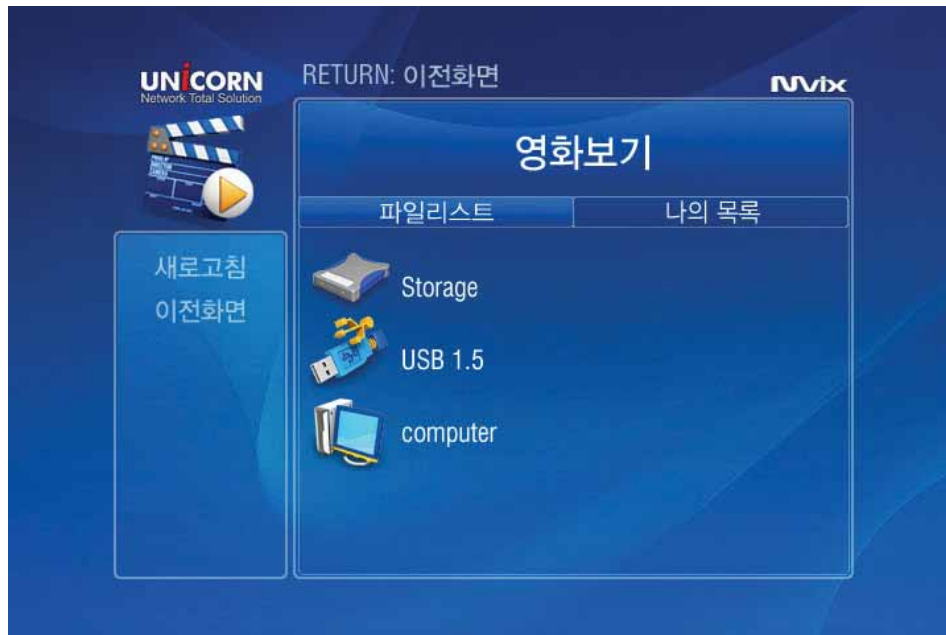 UNiCORN
Network Total Solution
RETURN: 이전화면
Mvix
영화보기
파일리스트
나의 목록
새로고침
이전화면
Storage
USB 1.5
computer